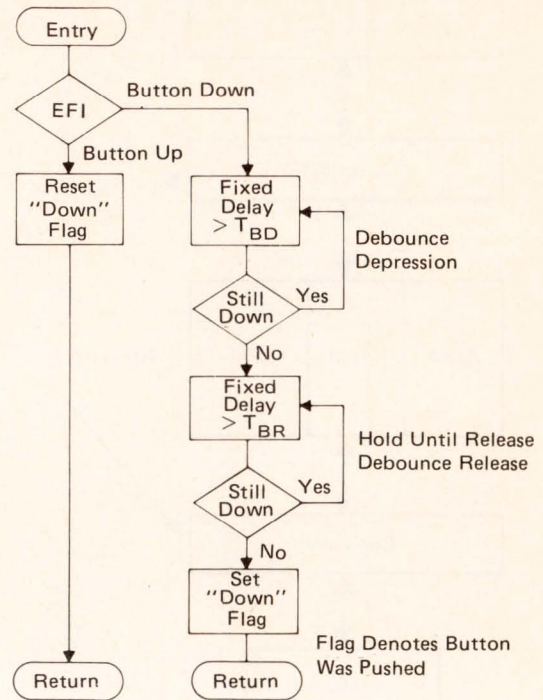 Entry
EFI
Button Down
Button Up
Reset
"Down"
Flag
Fixed
Delay
> TBD
Debounce
Depression
Still
Down
Yes
No
Fixed
Delay
> TBR
Hold Until Release
Debounce Release
Still
Down
Yes
No
Set
"Down"
Flag
Flag Denotes Button
Was Pushed
Return
Return